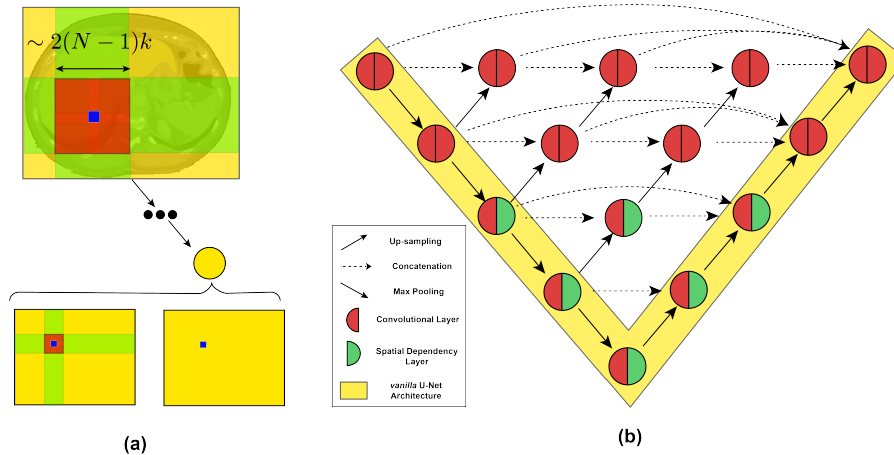 ∼ 2(N − 1)k
Up-sampling
Concatenation
Max Pooling
Convolutional Layer
Spatial Dependency
Layer
vanilla U-Net
Architecture
(a)
(b)